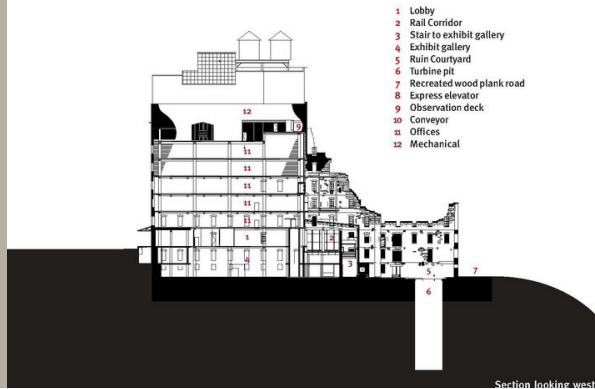 1 Lobby
2 Rail Corridor
3 Stair to exhibit gallery
4 Exhibit gallery
5 Ruin Courtyard
6 Turbine pit
7 Recreated wood plank road
8 Express elevator
9 Observation deck
10 Conveyor
11 Offices
12 Mechanical
12
9
11
11
11
11
11
1
2
4
3
5
7
6
Section looking west